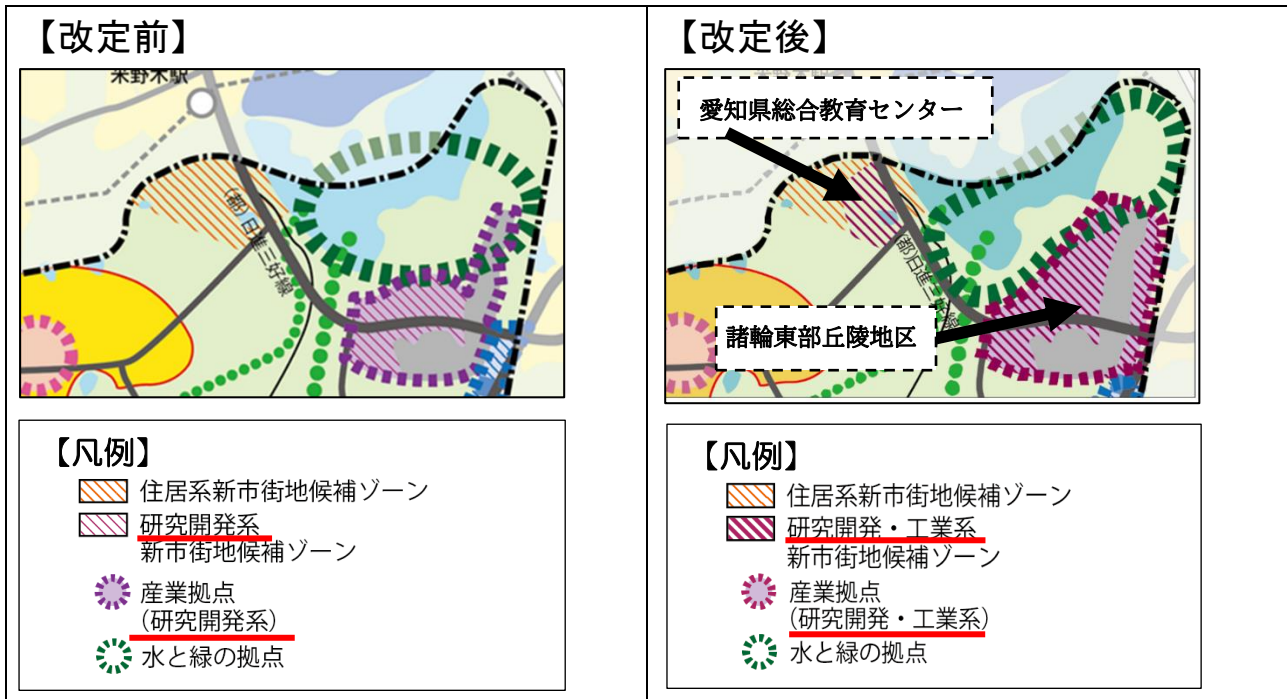 【改定前】
米野木駅
(都)日進三好線
【凡例】
住居系新市街地候補ゾーン
研究開発系
新市街地候補ゾーン
産業拠点
(研究開発系)
水と緑の拠点
【改定後】
米野木駅
愛知県総合教育センター
(都)日進三好線
諸輪東部丘陵地区
【凡例】
住居系新市街地候補ゾーン
研究開発・工業系
新市街地候補ゾーン
産業拠点
(研究開発・工業系)
水と緑の拠点